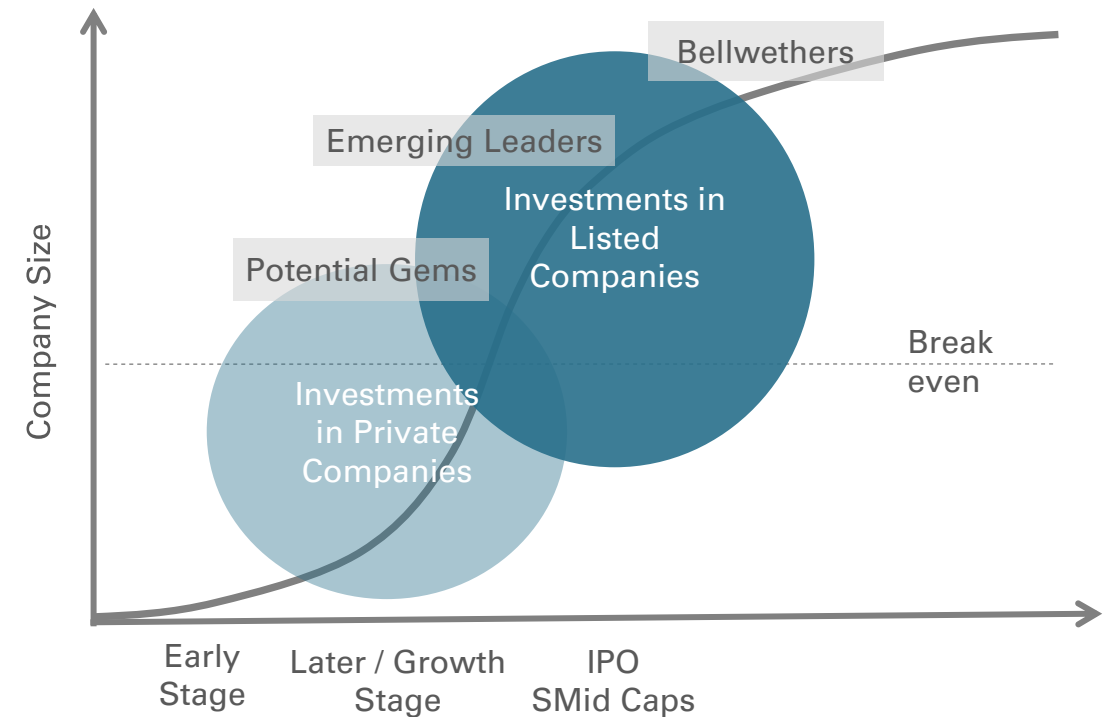 Bellwethers
Emerging Leaders
Investments in
Listed
Companies
Potential Gems
Company Size
Break
even
Investments
in Private
Companies
Early
Stage
Later / Growth
Stage
IPO
SMid Caps